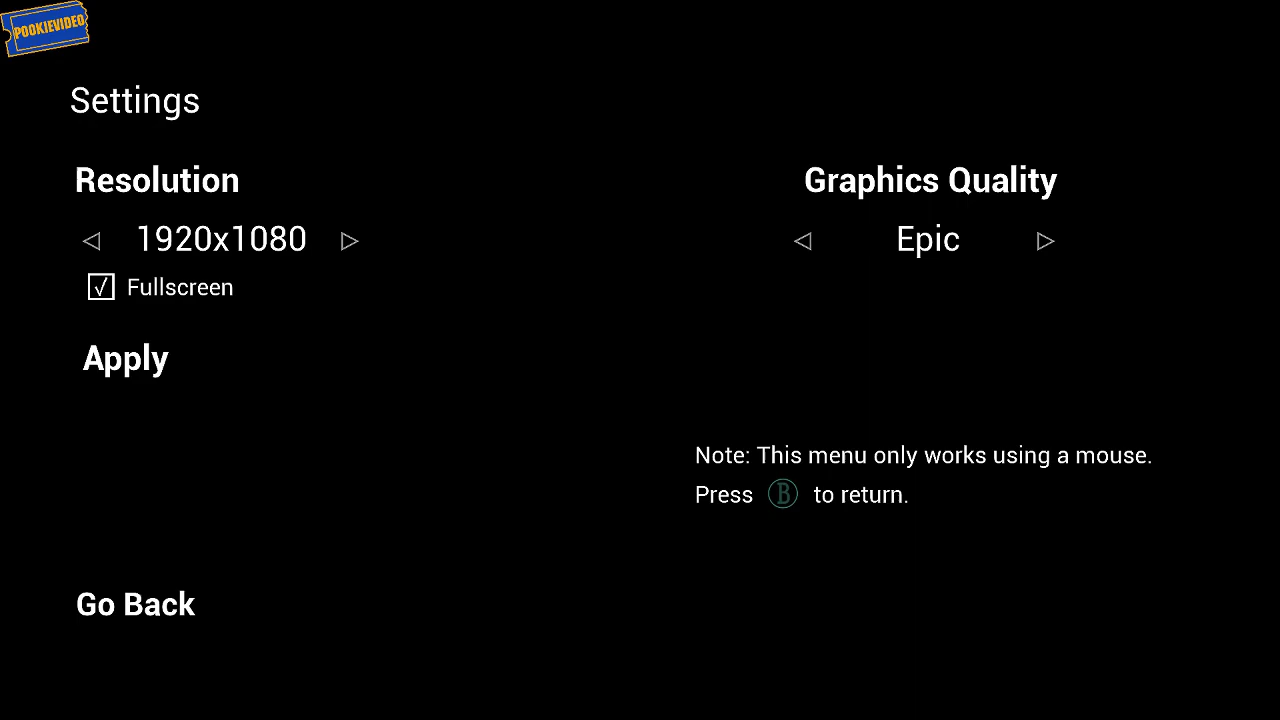 POOKIEVIDEO
Settings
Resolution
1920x1080
Fullscreen
Apply
Graphics Quality
Epic
Note: This menu only works using a mouse.
Press B to return.
Go Back